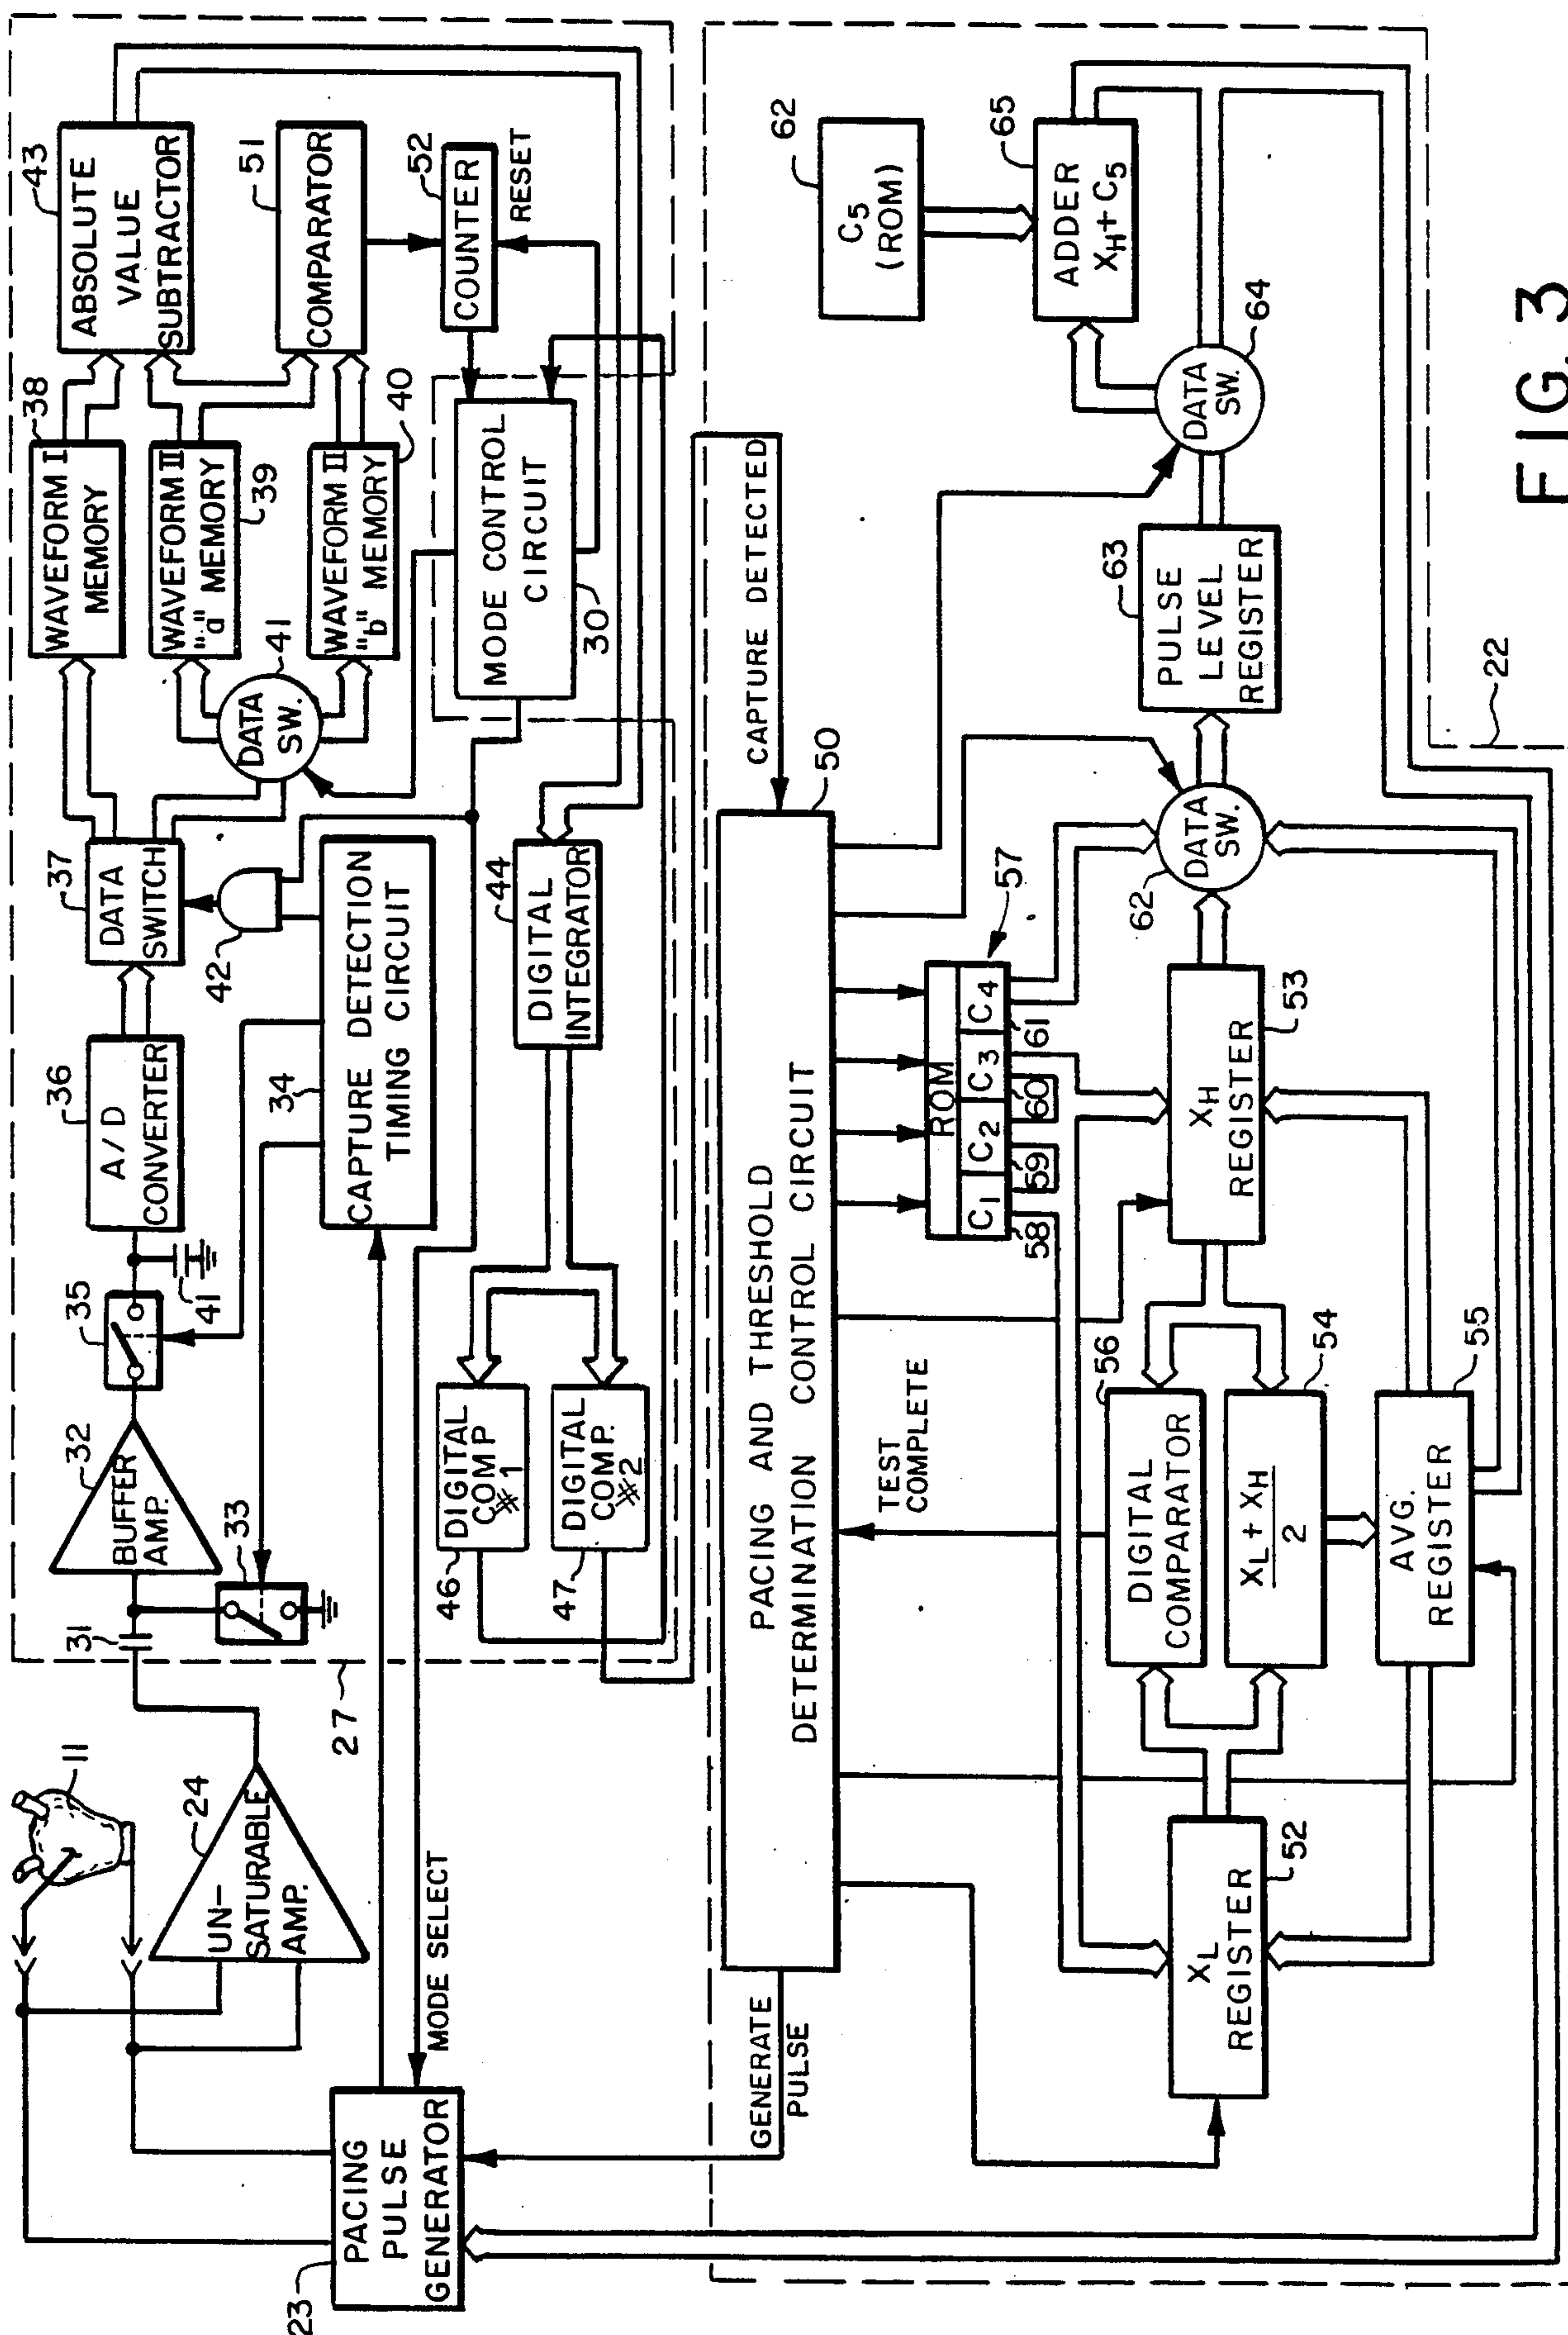 11
24
UN-
SATURABLE
AMP.
23
PACING
PULSE
GENERATOR
MODE SELECT
27
31
32
BUFFER
AMP.
33
35
41
36
A/D
CONVERTER
37
DATA
SWITCH
42
34
CAPTURE DETECTION
TIMING CIRCUIT
38
WAVEFORM I
MEMORY
WAVEFORM II
"a" MEMORY
39
WAVEFORM II
"b" MEMORY
40
41
DATA
SW.
43
ABSOLUTE
VALUE
SUBTRACTOR
51
COMPARATOR
52
COUNTER
RESET
MODE CONTROL
CIRCUIT
30
44
DIGITAL
INTEGRATOR
46
DIGITAL
COMP
#1
47
DIGITAL
COMP.
#2
GENERATE
PULSE
CAPTURE DETECTED
50
PACING AND THRESHOLD
DETERMINATION CONTROL CIRCUIT
TEST
COMPLETE
57
ROM
C1 C2 C3 C4
58 59 60 61
XL
REGISTER
52
56
DIGITAL
COMPARATOR
XL + XH
2
54
AVG.
REGISTER
55
XH
REGISTER
53
62
DATA
SW.
63
PULSE
LEVEL
REGISTER
DATA
SW.
64
62
C5
(ROM)
65
ADDER
XH + C5
22
FIG. 3